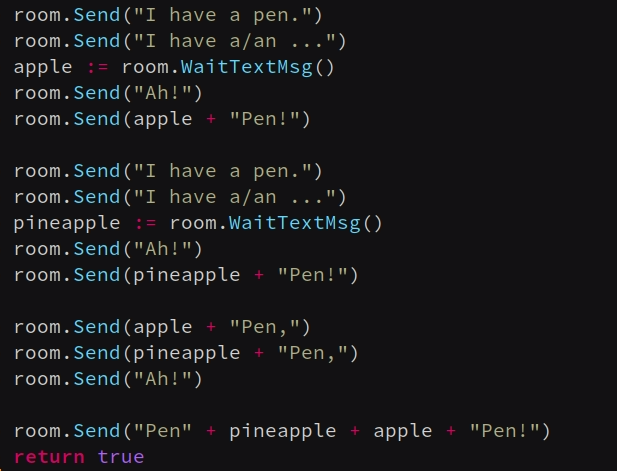 room.Send("I have a pen.")
room.Send("I have a/an ...")
apple := room.WaitTextMsg()
room.Send("Ah!")
room.Send(apple + "Pen!")
room.Send("I have a pen.")
room.Send("I have a/an ...")
pineapple := room.WaitTextMsg()
room.Send("Ah!")
room.Send(pineapple + "Pen!")
room.Send(apple + "Pen,")
room.Send(pineapple + "Pen,")
room.Send("Ah!")
room.Send("Pen" + pineapple + apple + "Pen!")
return true